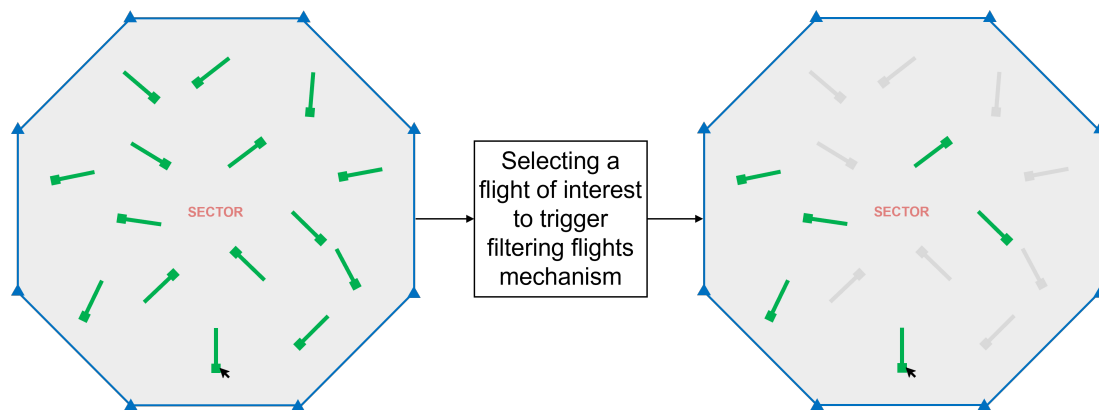 SECTOR
Selecting a
flight of interest
to trigger
filtering flights
mechanism
SECTOR